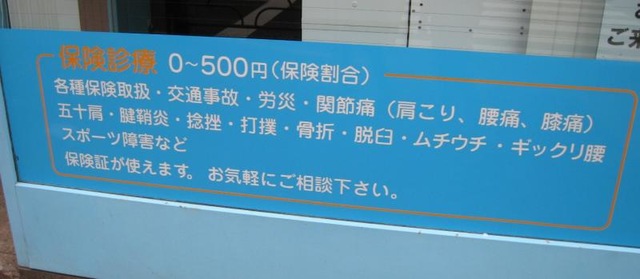 保険診療 0～500円(保険割合)
各種保険取扱・交通事故・労災・関節痛（肩こり、腰痛、膝痛）
五十肩・腱鞘炎・捻挫・打撲・骨折・脱臼・ムチウチ・ギックリ腰
スポーツ障害など
保険証が使えます。お気軽にご相談下さい。
ご来